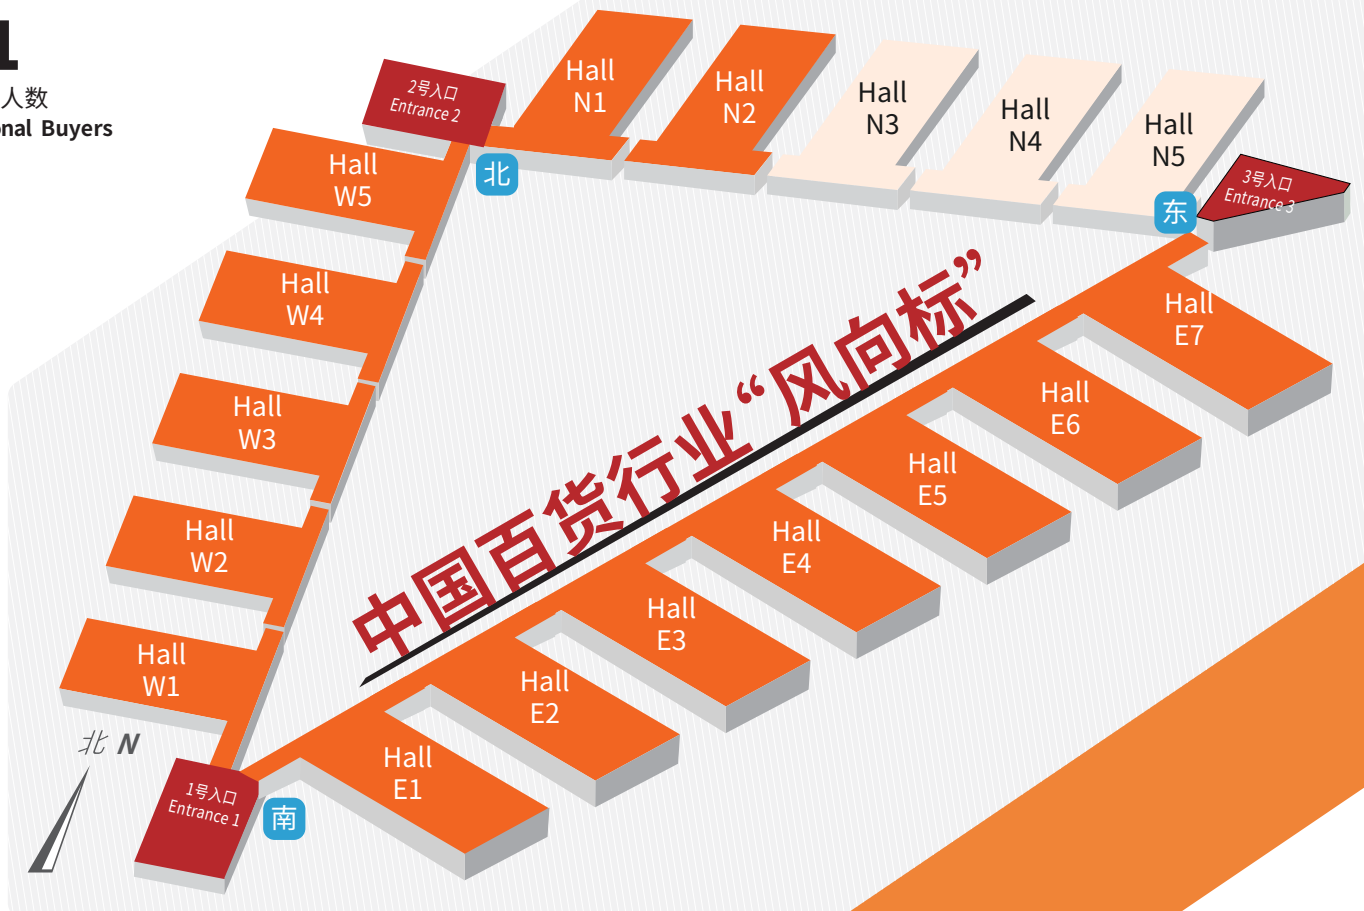 1
人数
onal Buyers
2号入口
Entrance 2
北
Hall
N1
Hall
N2
Hall
N3
Hall
N4
Hall
N5
3号入口
Entrance 3
东
Hall
W5
Hall
W4
Hall
W3
Hall
W2
Hall
W1
中国百货行业“风向标”
Hall
E7
Hall
E6
Hall
E5
Hall
E4
Hall
E3
Hall
E2
Hall
E1
北 N
1号入口
Entrance 1
南